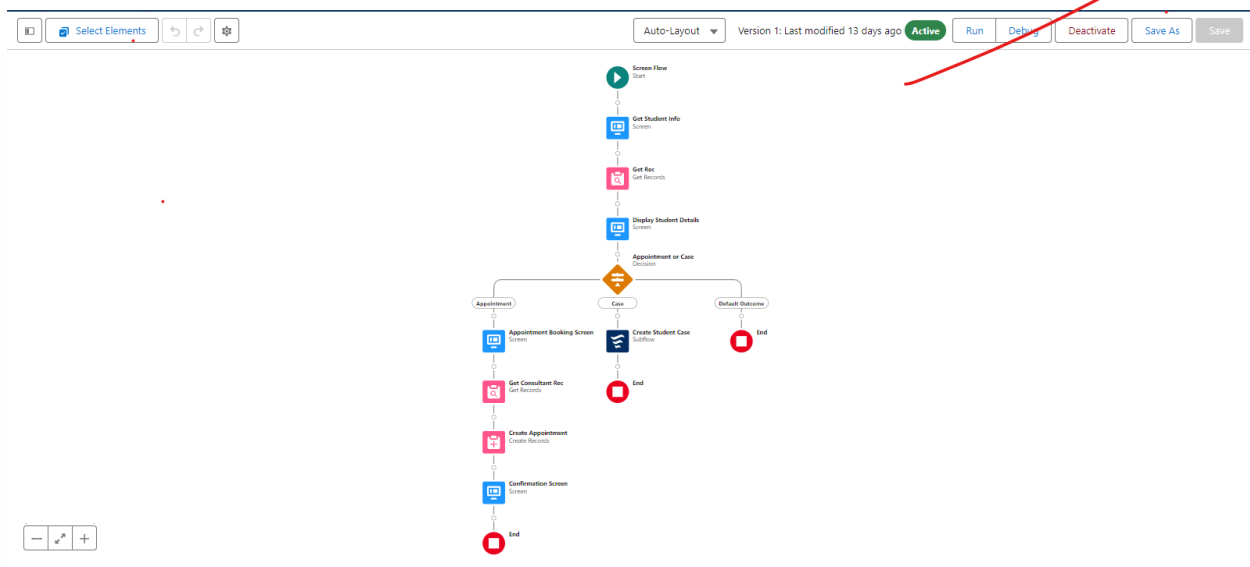 Select Elements
Auto-Layout
Version 1: Last modified 13 days ago Active
Run
Debug
Deactivate
Save As
Save
Screen Flow
Start
Get Student Info
Screen
Get Rec
Get Records
Display Student Details
Screen
Appointment or Case
Decision
Appointment
Case
Default Outcome
Appointment Booking Screen
Screen
Create Student Case
Subflow
End
Get Consultant Rec
Get Records
End
Create Appointment
Create Records
Confirmation Screen
Screen
End